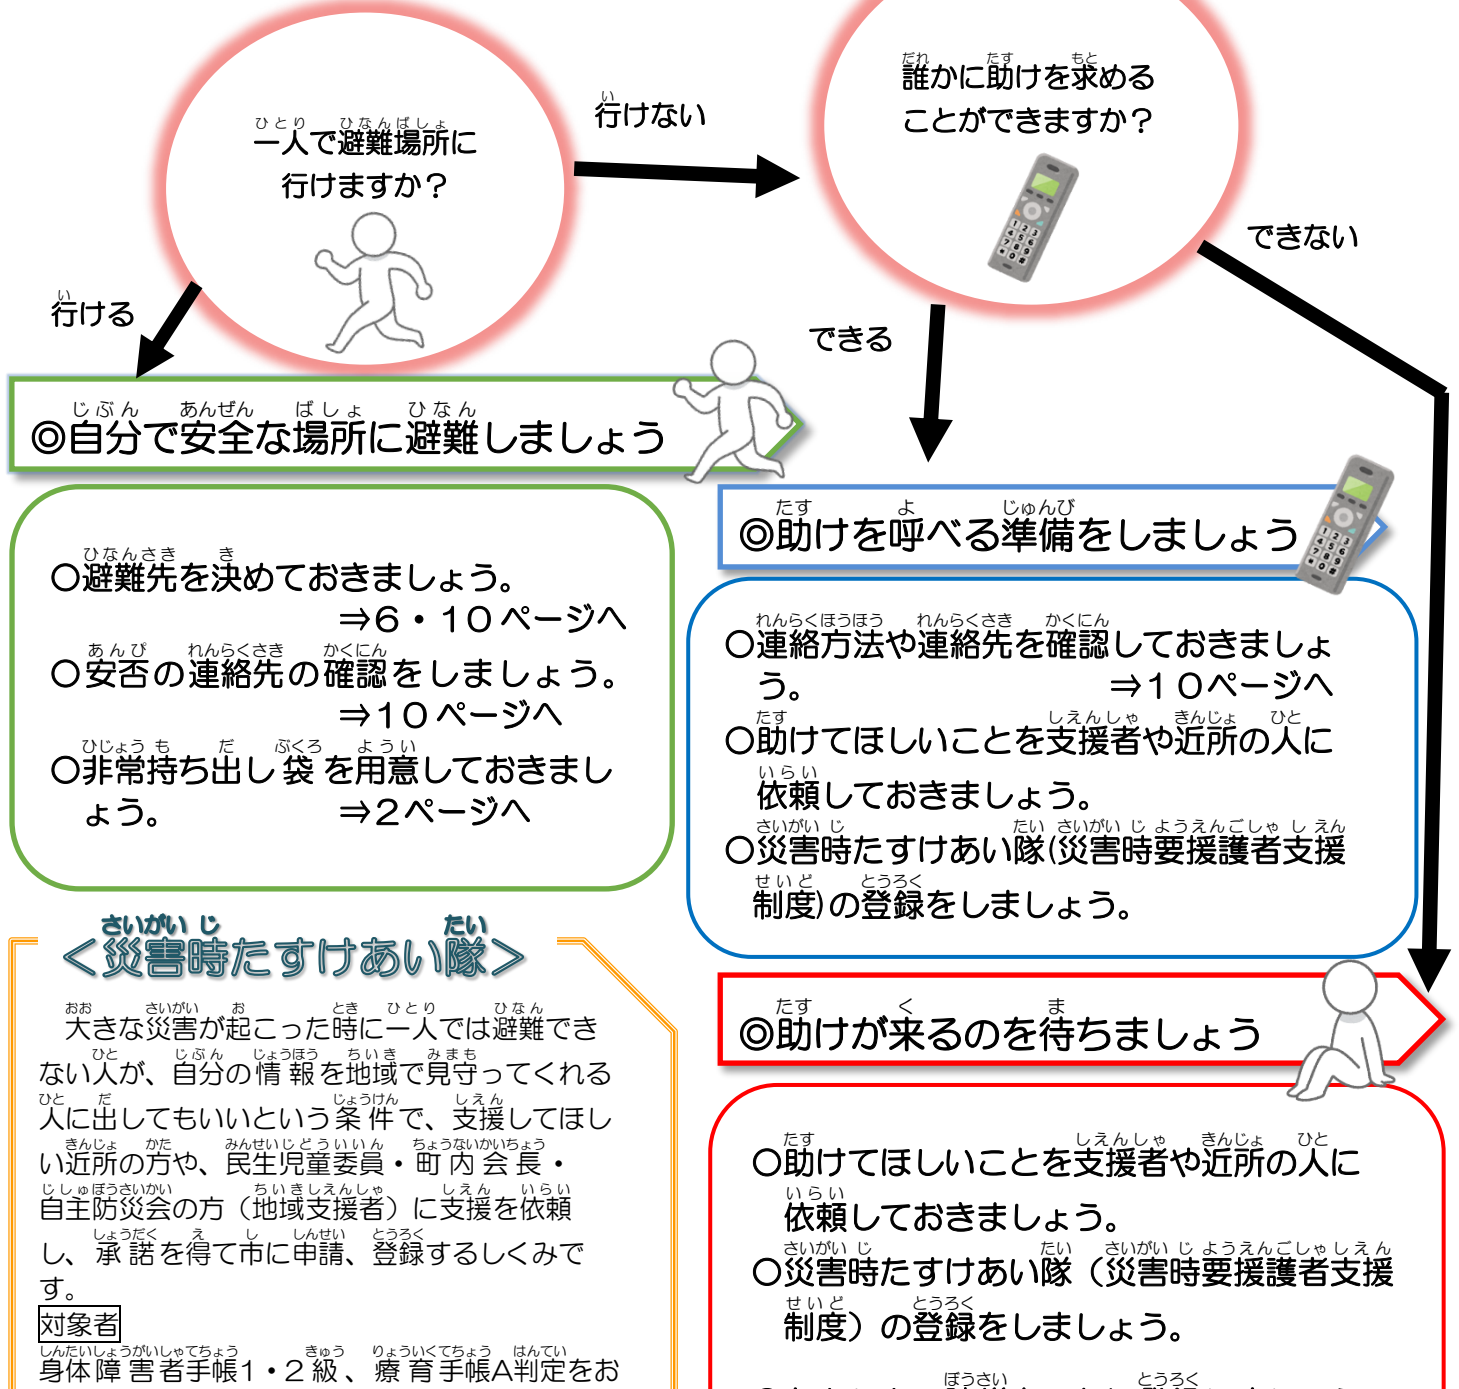 一人で避難場所に
行けますか？
行けない
誰かに助けを求める
ことができますか？
行ける
できる
できない
◎自分で安全な場所に避難しましょう
〇避難先を決めておきましょう。
⇒６・１０ページへ
〇安否の連絡先の確認をしましょう。
⇒１０ページへ
〇非常持ち出し袋を用意しておきまし
ょう。　⇒２ページへ
◎助けを呼べる準備をしましょう
〇連絡方法や連絡先を確認しておきましょ
う。　⇒１０ページへ
〇助けてほしいことを支援者や近所の人に
依頼しておきましょう。
〇災害時たすけあい隊(災害時要援護者支援
制度)の登録をしましょう。
＜災害時たすけあい隊＞
大きな災害が起こった時に一人では避難でき
ない人が、自分の情報を地域で見守ってくれる
人に出してもいいという条件で、支援してほし
い近所の方や、民生児童委員・町内会長・
自主防災会の方（地域支援者）に支援を依頼
し、承諾を得て市に申請、登録するしくみで
す。
対象者
身体障害者手帳１・２級、療育手帳A判定をお
◎助けが来るのを待ちましょう
〇助けてほしいことを支援者や近所の人に
依頼しておきましょう。
〇災害時たすけあい隊（災害時要援護者支援
制度）の登録をしましょう。